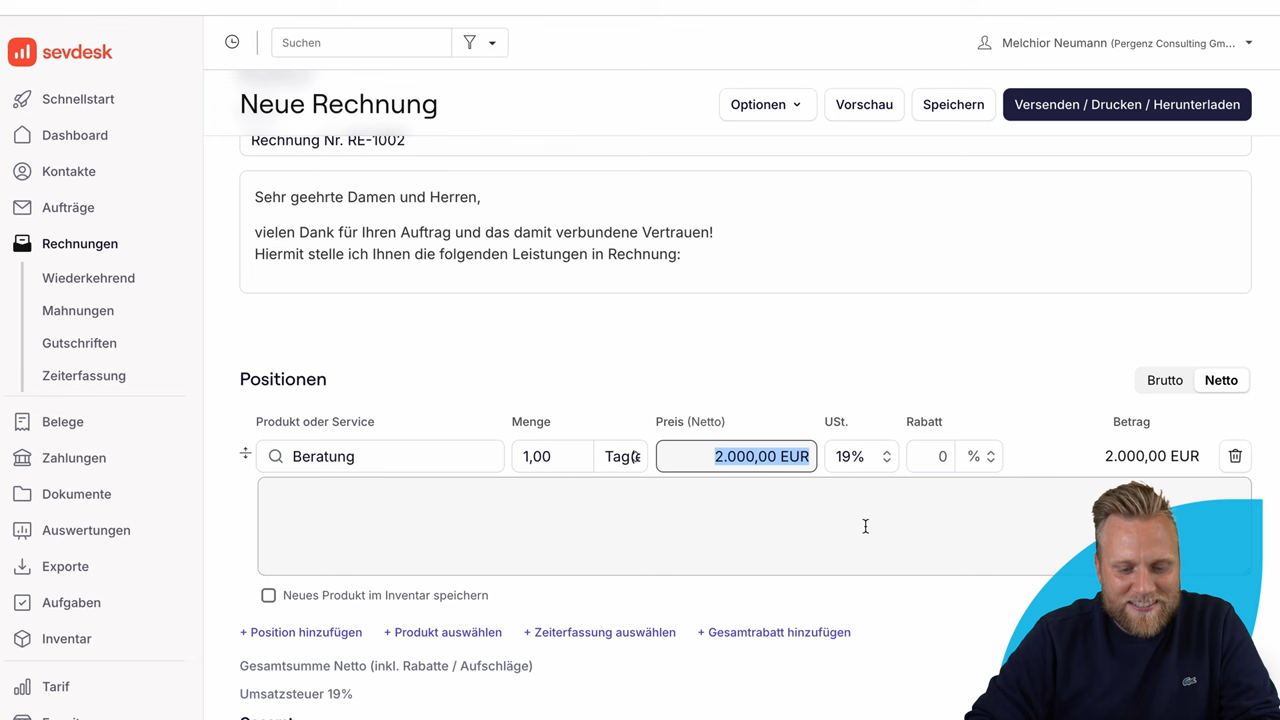 sevdesk
Suchen
Melchior Neumann (Pergenz Consulting Gm...
Schnellstart
Dashboard
Kontakte
Aufträge
Rechnungen
Wiederkehrend
Mahnungen
Gutschriften
Zeiterfassung
Belege
Zahlungen
Dokumente
Auswertungen
Exporte
Aufgaben
Inventar
Tarif
Neue Rechnung
Optionen
Vorschau
Speichern
Versenden / Drucken / Herunterladen
Rechnung Nr. RE-1002
Sehr geehrte Damen und Herren,
vielen Dank für Ihren Auftrag und das damit verbundene Vertrauen!
Hiermit stelle ich Ihnen die folgenden Leistungen in Rechnung:
Positionen
Brutto Netto
Produkt oder Service Menge Preis (Netto) USt. Rabatt Betrag
Beratung 1,00 Tag(e 2.000,00 EUR 19% 0 % 2.000,00 EUR
Neues Produkt im Inventar speichern
+ Position hinzufügen + Produkt auswählen + Zeiterfassung auswählen + Gesamtrabatt hinzufügen
Gesamtsumme Netto (inkl. Rabatte / Aufschläge)
Umsatzsteuer 19%